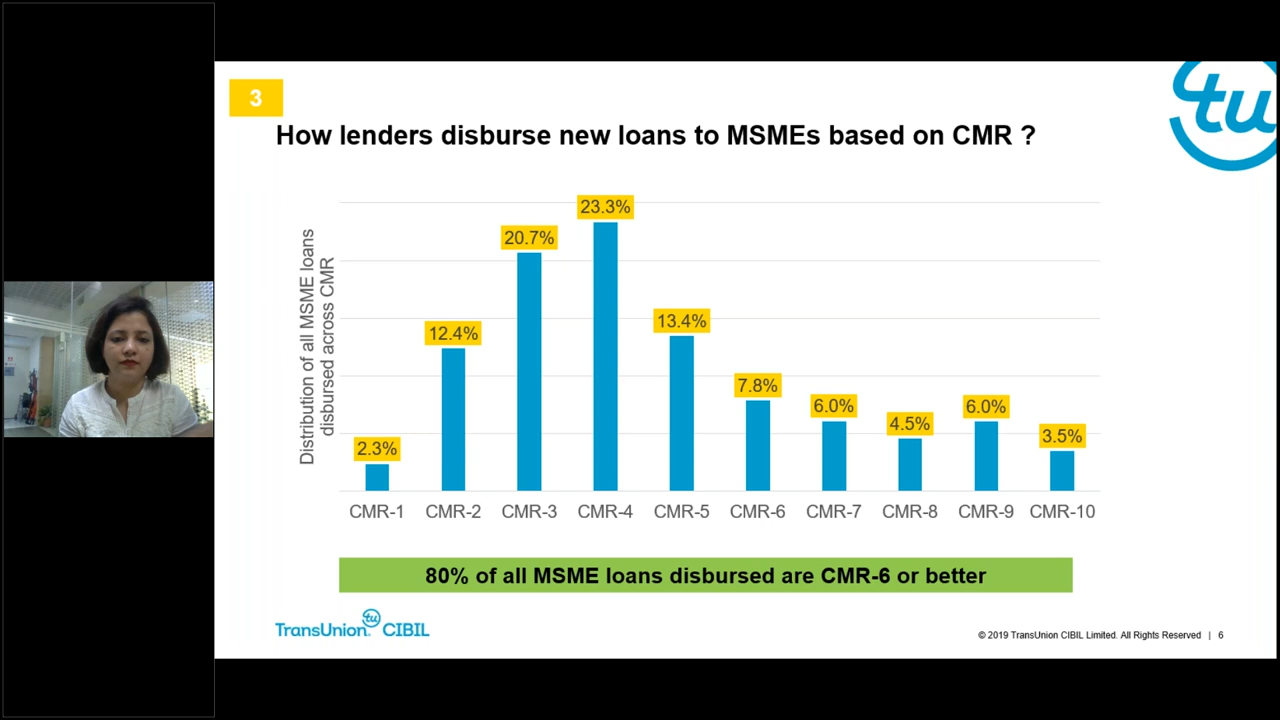 3
tu
How lenders disburse new loans to MSMEs based on CMR ?
Distribution of all MSME loans
disbursed across CMR
2.3%
12.4%
20.7%
23.3%
13.4%
7.8%
6.0%
4.5%
6.0%
3.5%
CMR-1
CMR-2
CMR-3
CMR-4
CMR-5
CMR-6
CMR-7
CMR-8
CMR-9
CMR-10
80% of all MSME loans disbursed are CMR-6 or better
tu
TransUnion CIBIL
© 2019 TransUnion CIBIL Limited. All Rights Reserved | 6